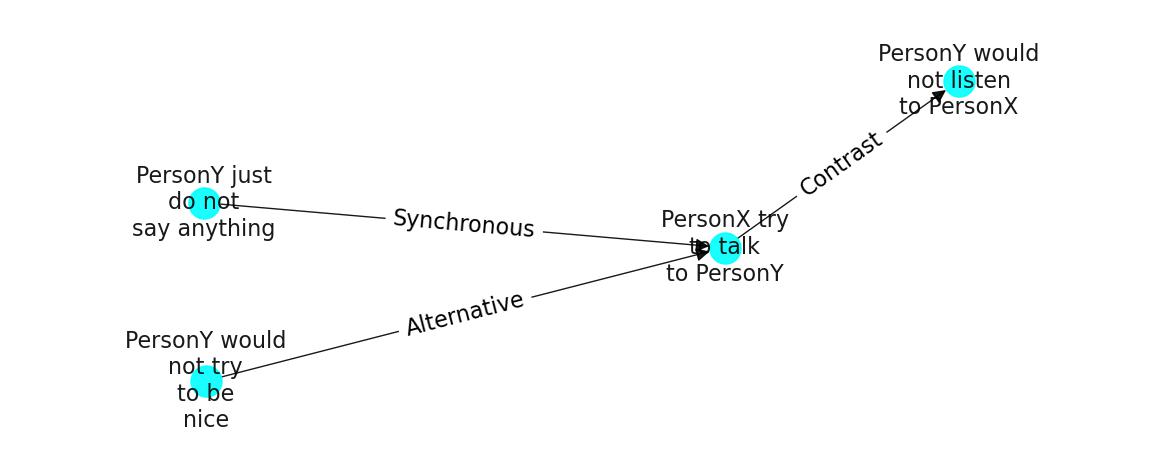 PersonY would
not listen
to PersonX
Contrast
PersonY just
do not
say anything
Synchronous
PersonX try
to talk
to PersonY
Alternative
PersonY would
not try
to be
nice